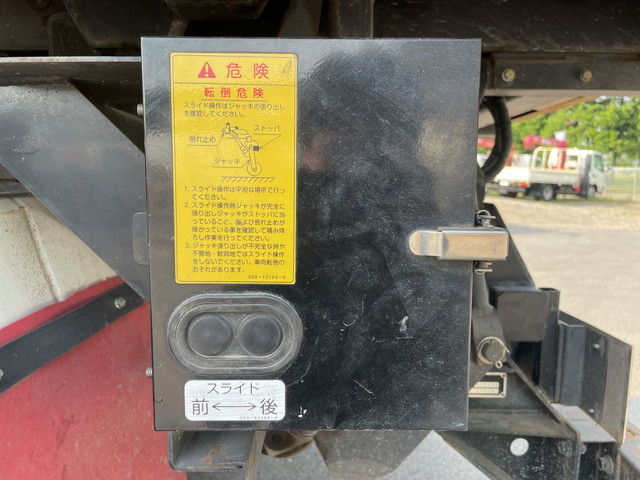 危険
転倒危険
スライド操作はジャッキの張り出し
を確認してください。
ストッパ
倒れ止め
ジャッキ
1. スライド操作は平坦な場所で行っ
てください。
2. スライド操作時ジャッキが完全に
張り出しジャッキがストッパに当
っていること、及び倒れ止めが
掛かっている事を確認して積み降
ろし作業を行ってください。
3. ジャッキ張り出しが不完全な時や
不整地・軟弱地ではスライド操作
をしないでください。車両転倒の
おそれがあります。
スライド
前←→後